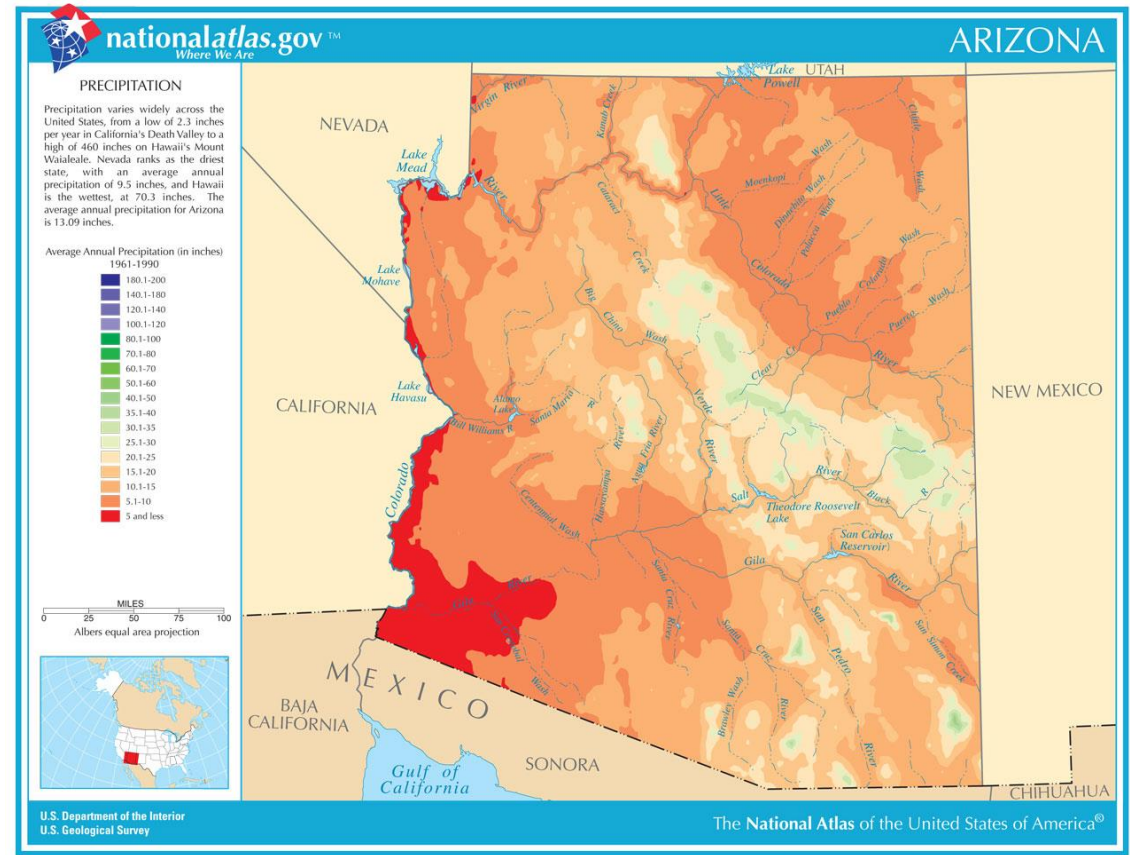 nationalatlas.gov TM
Where We Are
ARIZONA
PRECIPITATION
Precipitation varies widely across the
United States, from a low of 2.3 inches
per year in California's Death Valley to a
high of 460 inches on Hawaii's Mount
Waialeale. Nevada ranks as the driest
state, with an average annual
precipitation of 9.5 inches, and Hawaii
is the wettest, at 70.3 inches. The
average annual precipitation for Arizona
is 13.09 inches.
Average Annual Precipitation (in inches)
1961-1990
180.1-200
140.1-180
120.1-140
100.1-120
80.1-100
70.1-80
60.1-70
50.1-60
40.1-50
35.1-40
30.1-35
25.1-30
20.1-25
15.1-20
10.1-15
5.1-10
5 and less
MILES
0 25 50 75 100
Albers equal area projection
Lake
Powell
UTAH
NEVADA
Virgin River
Kanab Creek
Chinle
Wash
Lake
Mead
River
Cataract
Creek
Little
Colorado
River
Moenkopi
Wash
Dinnebito Wash
Polacca Wash
Pueblo Colorado Wash
Puerco Wash
Lake
Mohave
Big
Chino
Wash
Clear Cr
Lake
Havasu
CALIFORNIA
NEW MEXICO
Alamo
Lake
Bill Williams R.
Santa Maria R.
Verde
River
Hassayampa
River
Agua Fria River
Colorado
Centennial Wash
Salt
River
Black
R.
Theodore Roosevelt
Lake
San Carlos
Reservoir
Gila
River
Gila River
Santa
Cruz
River
Santa
Cruz
River
San
Pedro
River
San Simon Creek
Brawley Wash
Wash
MEXICO
BAJA
CALIFORNIA
Gulf of
California
SONORA
CHIHUAHUA
U.S. Department of the Interior
U.S. Geological Survey
The National Atlas of the United States of America®